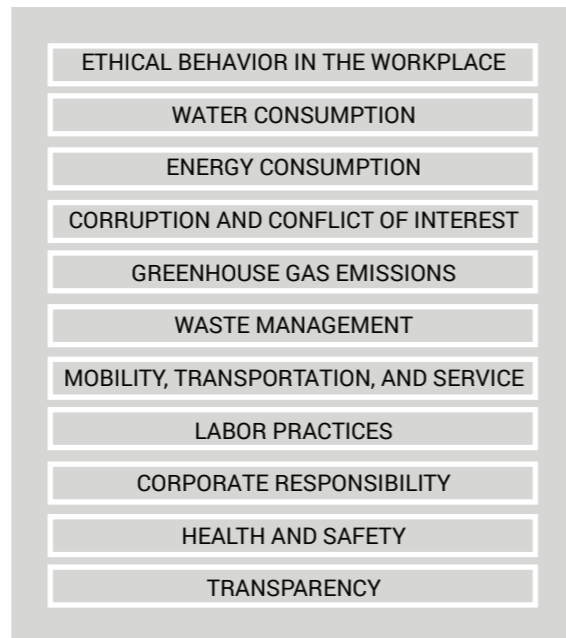 ETHICAL BEHAVIOR IN THE WORKPLACE
WATER CONSUMPTION
ENERGY CONSUMPTION
CORRUPTION AND CONFLICT OF INTEREST
GREENHOUSE GAS EMISSIONS
WASTE MANAGEMENT
MOBILITY, TRANSPORTATION, AND SERVICE
LABOR PRACTICES
CORPORATE RESPONSIBILITY
HEALTH AND SAFETY
TRANSPARENCY